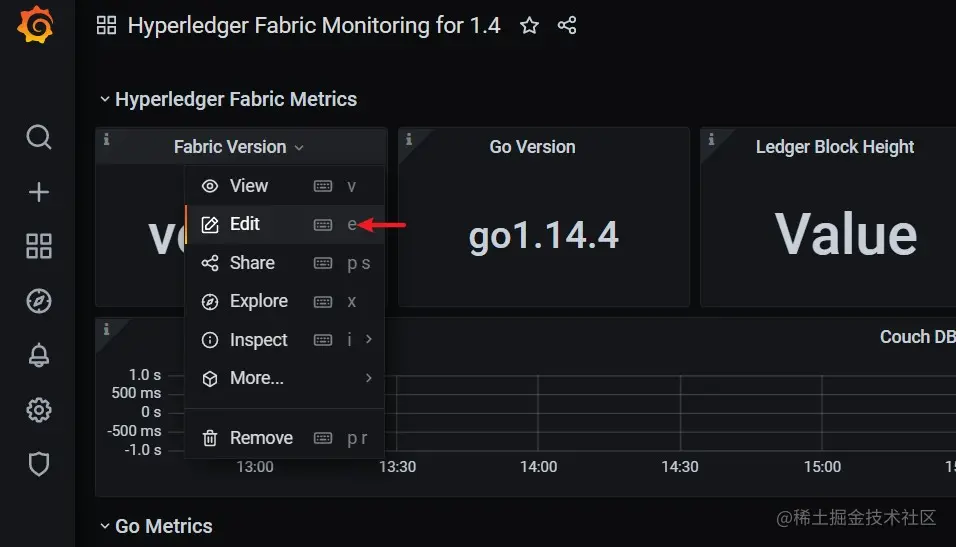 Hyperledger Fabric Monitoring for 1.4
Hyperledger Fabric Metrics
i
Fabric Version
i
Go Version
i
Ledger Block Height
go1.14.4
Value
View v
Edit e
Share p s
Explore x
Inspect i
More...
Remove p r
i
Couch DB
1.0 s
500 ms
0 s
-500 ms
-1.0 s
13:00
13:30
14:00
14:30
15:00
Go Metrics
@稀土掘金技术社区